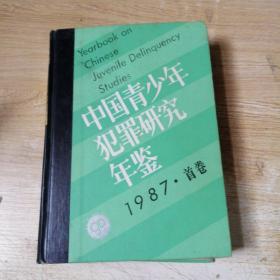 Yearbook on
Chinese
Juvenile Delinquency
Studies
中国青少年
犯罪研究
年鉴
1987·首卷